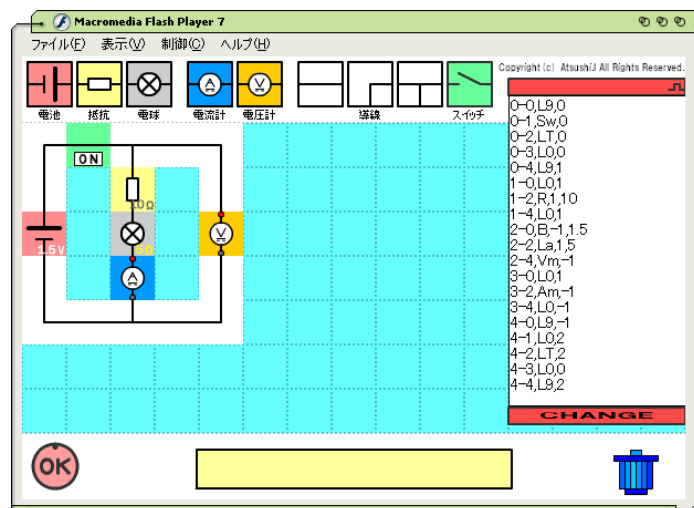 Macromedia Flash Player 7
ファイル(F) 表示(V) 制御(C) ヘルプ(H)
Copyright (c) AtsushiJ All Rights Reserved.
A V
電池 抵抗 電球 電流計 電圧計 導線 スイッチ
ON
10Ω
V
1.5V
5Ω
A
0-0,L9,0
0-1,Sw,0
0-2,LT,0
0-3,L0,0
0-4,L9,1
1-0,L0,1
1-2,R,1,10
1-4,L0,1
2-0,B,-1,1.5
2-2,La,1,5
2-4,Vm,-1
3-0,L0,1
3-2,Am,-1
3-4,L0,-1
4-0,L9,-1
4-1,L0,2
4-2,LT,2
4-3,L0,0
4-4,L9,2
CHANGE
OK